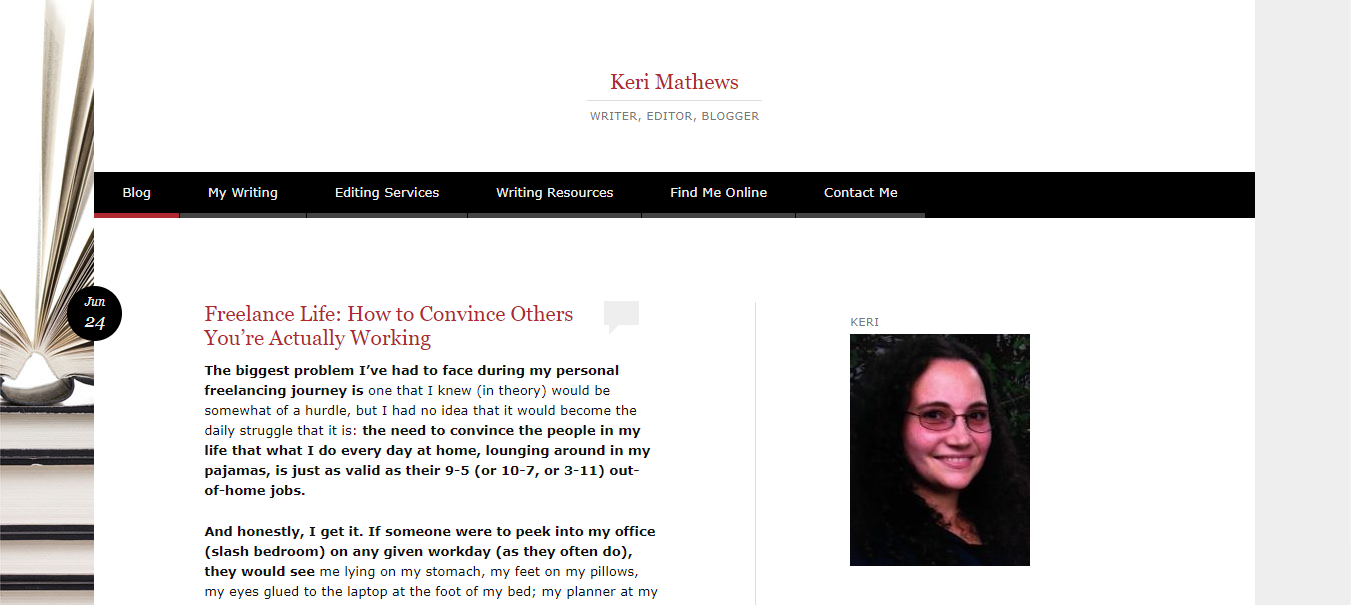 Keri Mathews
WRITER, EDITOR, BLOGGER
Blog
My Writing
Editing Services
Writing Resources
Find Me Online
Contact Me
Jun
24
Freelance Life: How to Convince Others
You’re Actually Working
The biggest problem I’ve had to face during my personal
freelancing journey is one that I knew (in theory) would be
somewhat of a hurdle, but I had no idea that it would become the
daily struggle that it is: the need to convince the people in my
life that what I do every day at home, lounging around in my
pajamas, is just as valid as their 9-5 (or 10-7, or 3-11) out-
of-home jobs.
And honestly, I get it. If someone were to peek into my office
(slash bedroom) on any given workday (as they often do),
they would see me lying on my stomach, my feet on my pillows,
my eyes glued to the laptop at the foot of my bed; my planner at my
KERI